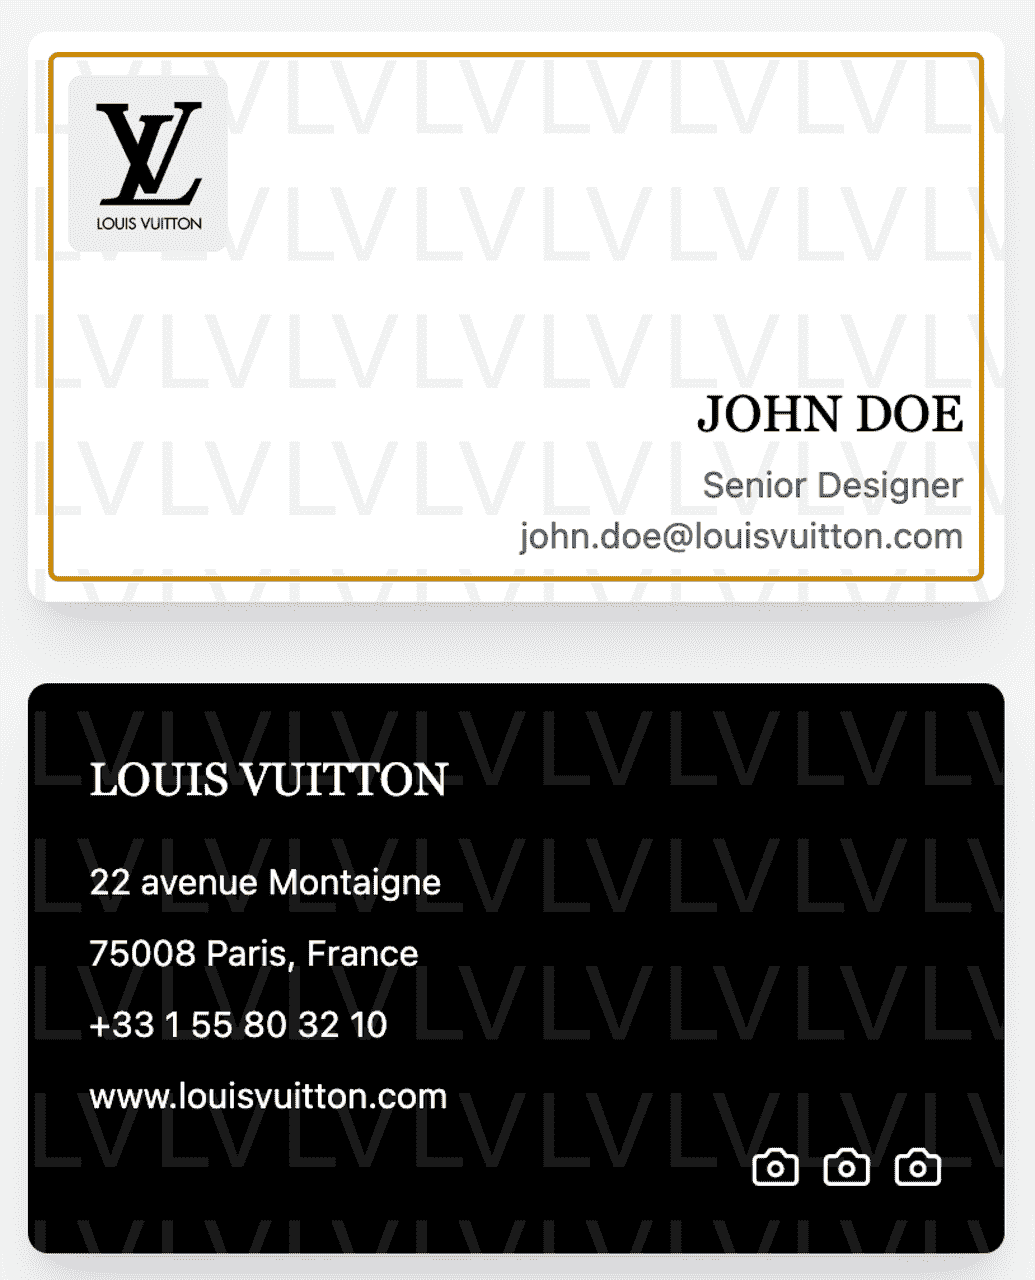 LOUIS VUITTON
JOHN DOE
Senior Designer
john.doe@louisvuitton.com
LOUIS VUITTON
22 avenue Montaigne
75008 Paris, France
+33 1 55 80 32 10
www.louisvuitton.com